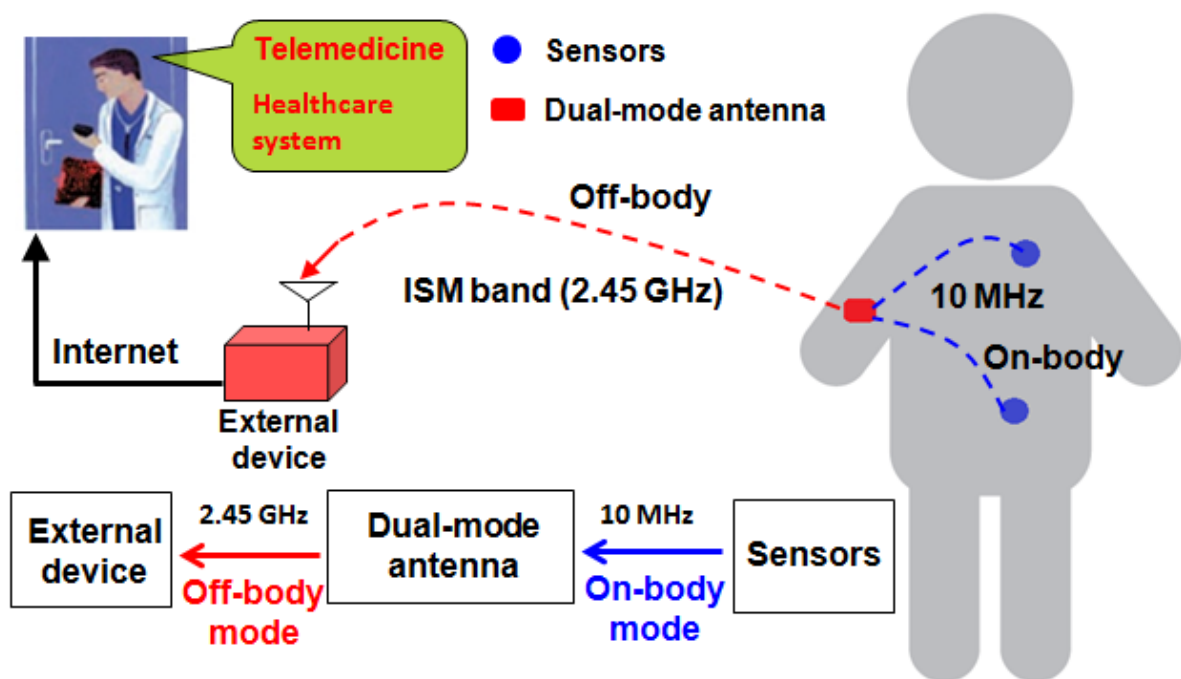 Telemedicine
Healthcare
system
Sensors
Dual-mode antenna
Off-body
ISM band (2.45 GHz)
10 MHz
On-body
Internet
External
device
External
device
2.45 GHz
Off-body
mode
Dual-mode
antenna
10 MHz
On-body
mode
Sensors